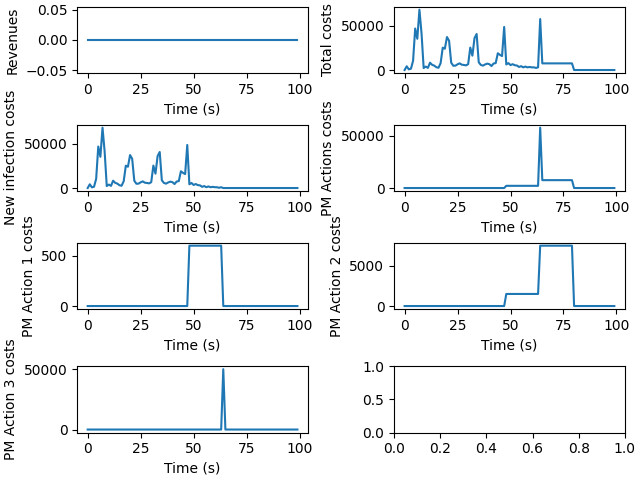 Revenues
0.05
0.00
−0.05
0 25 50 75 100
Time (s)
Total costs
50000
0
0 25 50 75 100
Time (s)
New infection costs
50000
0
0 25 50 75 100
Time (s)
PM Actions costs
50000
0
0 25 50 75 100
Time (s)
PM Action 1 costs
500
0
0 25 50 75 100
Time (s)
PM Action 2 costs
5000
0
0 25 50 75 100
Time (s)
PM Action 3 costs
50000
0
0 25 50 75 100
Time (s)
1.0
0.5
0.0
0.0 0.2 0.4 0.6 0.8 1.0